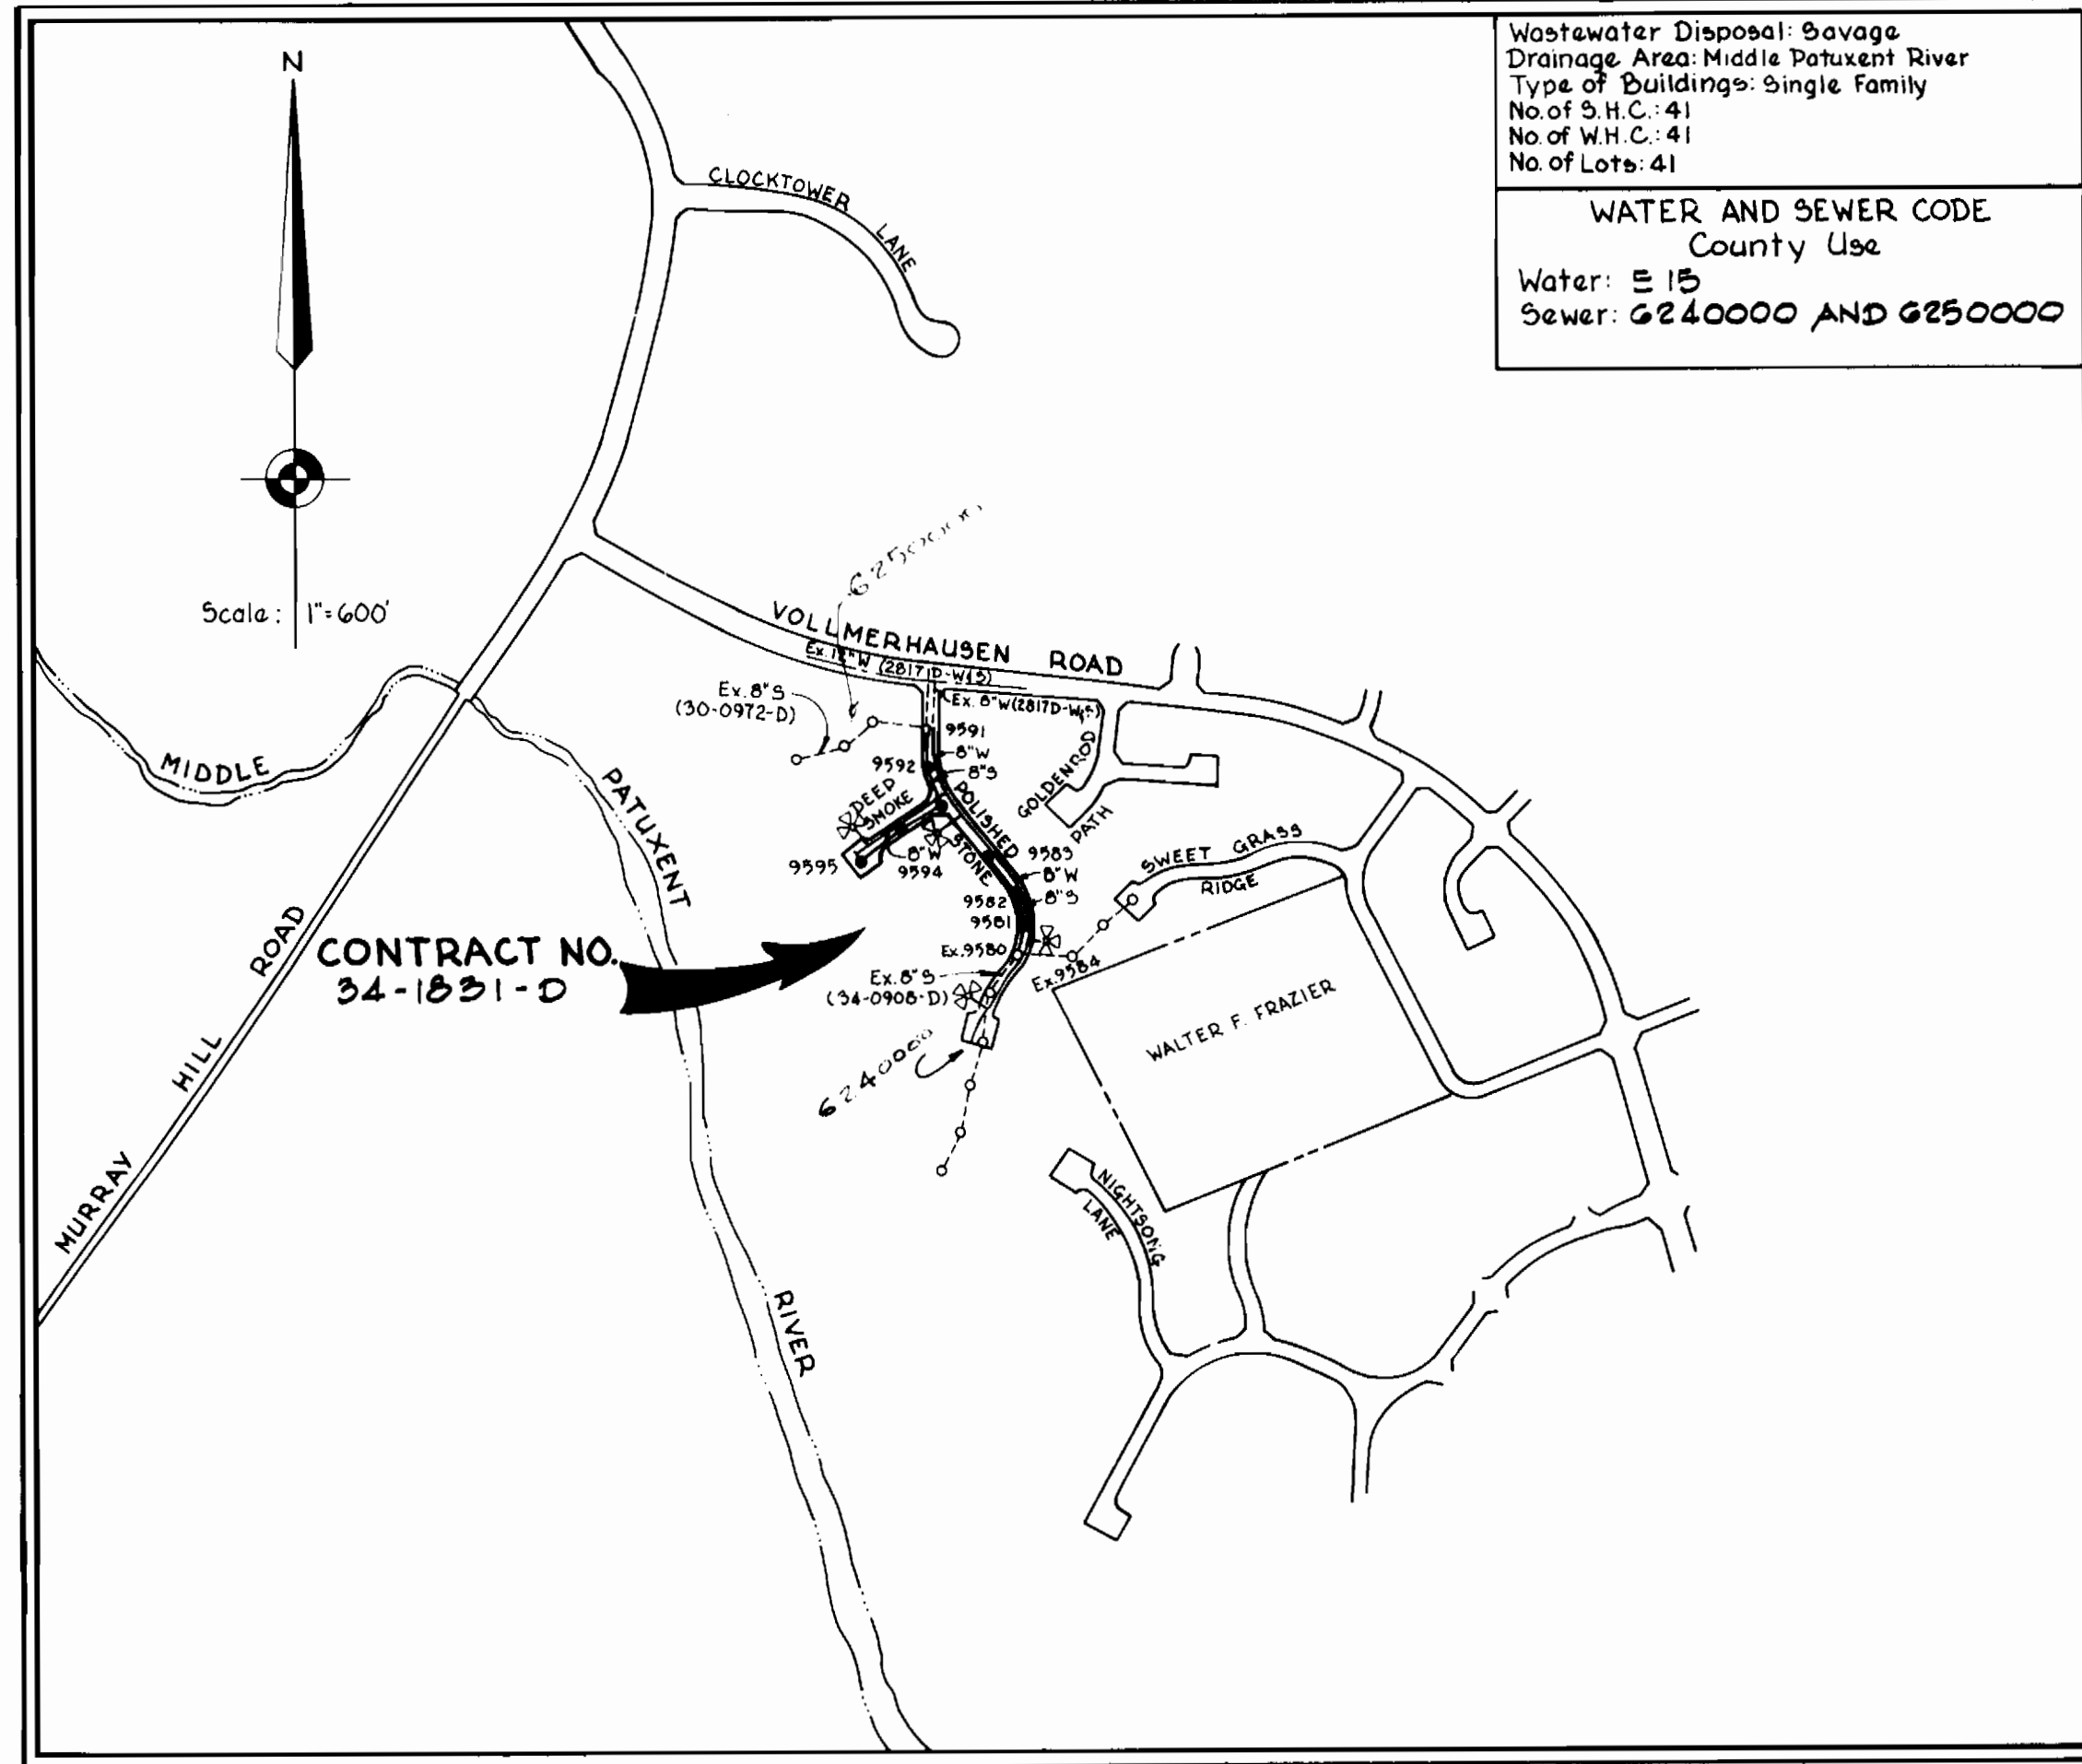 Wastewater Disposal: Savage
Drainage Area: Middle Patuxent River
Type of Buildings: Single Family
No. of S.H.C.: 41
No. of W.H.C.: 41
No. of Lots: 41
WATER AND SEWER CODE
County Use
Water: E 15
Sewer: 6240000 AND 6250000
N
Scale: 1"=600'
CLOCKTOWER LANE
VOLLMERHAUSEN ROAD
Ex. 12"W (2817 D-W&S)
Ex. 8"W (2817D-W&S)
Ex. 8"S
(30-0972-D)
9591
8"W
9592
8"S
DEEP
SMOKE
POLISHED
STONE
GOLDENROD
PATH
9595
8"W
9594
9583
8"W
8"S
9582
9581
SWEET GRASS
RIDGE
Ex. 9580
Ex. 9584
Ex. 8"S
(34-0908-D)
6240000
WALTER F. FRAZIER
MIDDLE
PATUXENT
RIVER
MURRAY HILL ROAD
CONTRACT NO.
34-1831-D
NIGHTSONG
LANE